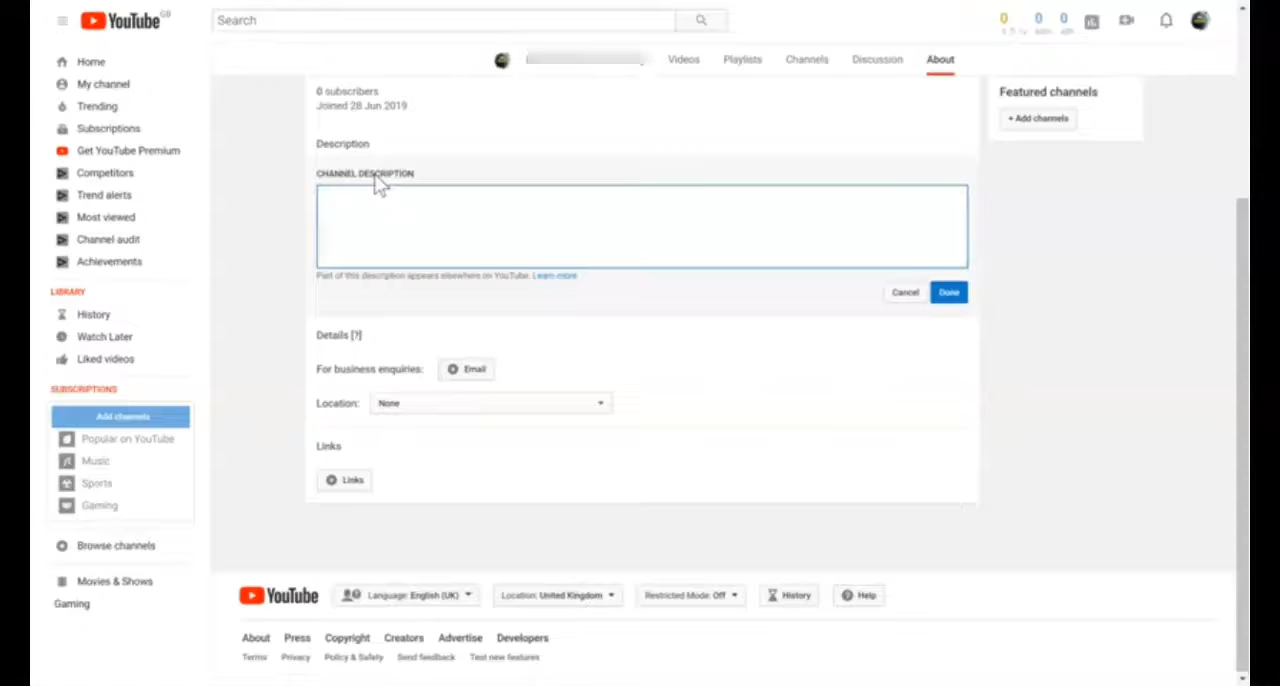 YouTube GB
Search
0 0 0
Home
My channel
Trending
Subscriptions
Get YouTube Premium
Competitors
Trend alerts
Most viewed
Channel audit
Achievements
LIBRARY
History
Watch Later
Liked videos
SUBSCRIPTIONS
Add channels
Popular on YouTube
Music
Sports
Gaming
Browse channels
Movies & Shows
Gaming
Videos Playlists Channels Discussion About
0 subscribers
Joined 28 Jun 2019
Description
CHANNEL DESCRIPTION
Part of this description appears elsewhere on YouTube. Learn more
Cancel Done
Details [?]
For business enquiries: Email
Location: None
Links
Links
Featured channels
+ Add channels
YouTube Language: English (UK) Location: United Kingdom Restricted Mode: Off History Help
About Press Copyright Creators Advertise Developers
Terms Privacy Policy & Safety Send feedback Test new features